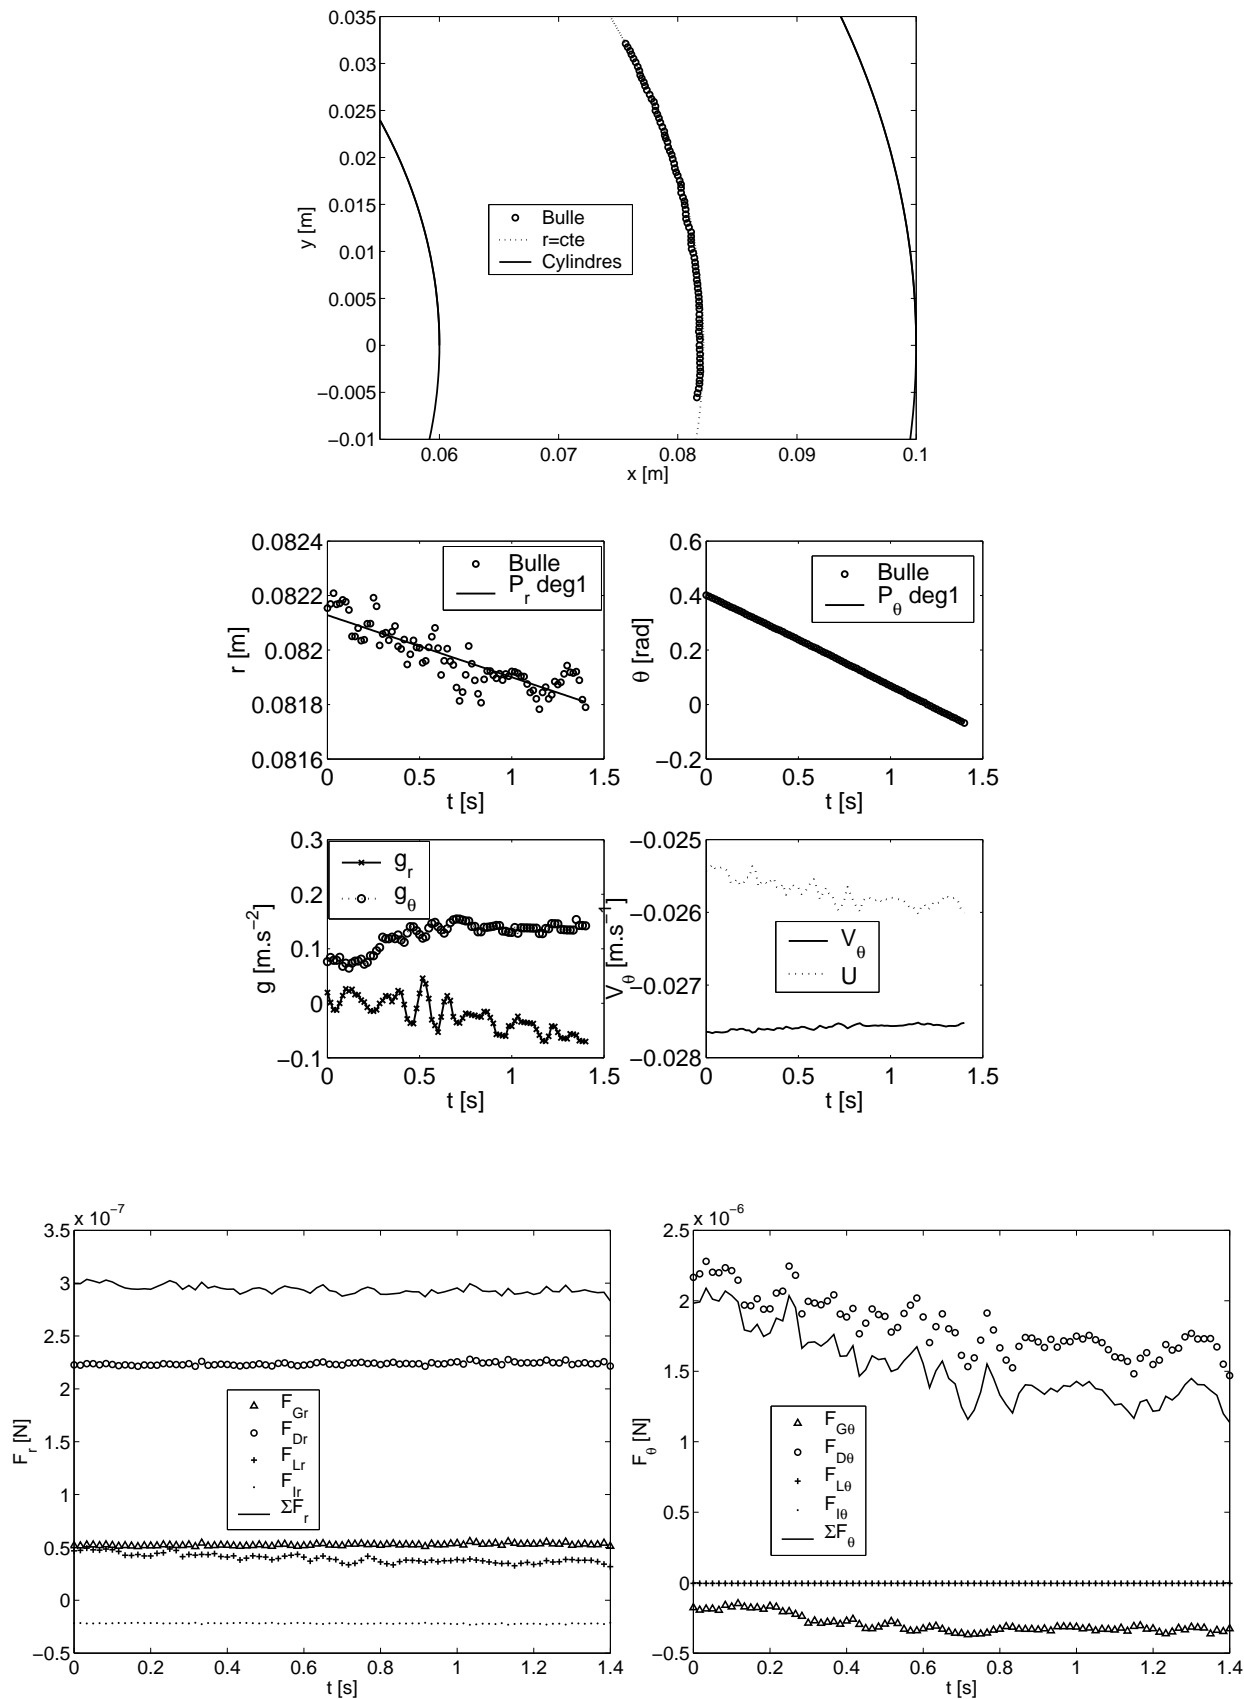 0.035
0.03
0.025
0.02
0.015
0.01
0.005
0
−0.005
−0.01
y [m]
Bulle
r=cte
Cylindres
0.06
0.07
0.08
0.09
0.1
x [m]
0.0824
0.0822
0.082
0.0818
0.0816
r [m]
Bulle
P_r deg1
0
0.5
1
1.5
t [s]
0.6
0.4
0.2
0
−0.2
θ [rad]
Bulle
P_θ deg1
0
0.5
1
1.5
t [s]
0.3
0.2
0.1
0
−0.1
g [m.s⁻²]
g_r
g_θ
0
0.5
1
1.5
t [s]
−0.025
−0.026
−0.027
−0.028
V_θ [m.s⁻¹]
V_θ
U
0
0.5
1
1.5
t [s]
x 10⁻⁷
3.5
3
2.5
2
1.5
1
0.5
0
−0.5
F_r [N]
F_Gr
F_Dr
F_Lr
F_Ir
ΣF_r
0
0.2
0.4
0.6
0.8
1
1.2
1.4
t [s]
x 10⁻⁶
2.5
2
1.5
1
0.5
0
−0.5
F_θ [N]
F_Gθ
F_Dθ
F_Lθ
F_Iθ
ΣF_θ
0
0.2
0.4
0.6
0.8
1
1.2
1.4
t [s]